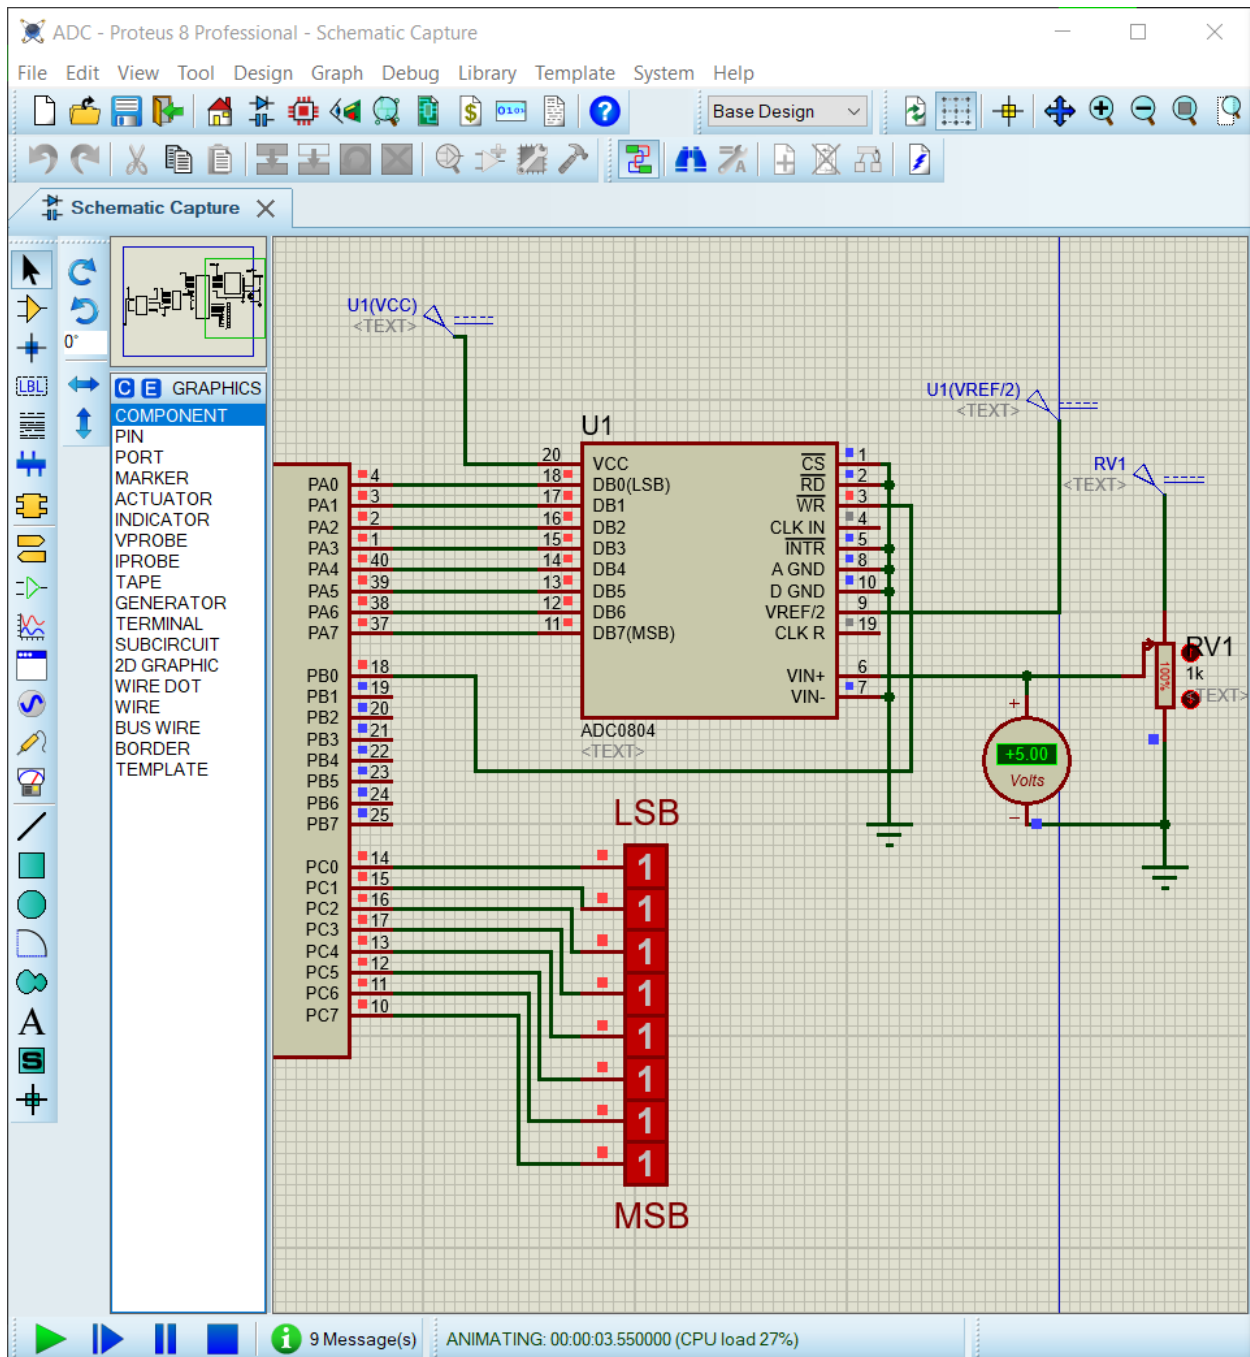 ADC - Proteus 8 Professional - Schematic Capture
File Edit View Tool Design Graph Debug Library Template System Help
Base Design
Schematic Capture
0°
LBL
C E GRAPHICS
COMPONENT
PIN
PORT
MARKER
ACTUATOR
INDICATOR
VPROBE
IPROBE
TAPE
GENERATOR
TERMINAL
SUBCIRCUIT
2D GRAPHIC
WIRE DOT
WIRE
BUS WIRE
BORDER
TEMPLATE
U1(VCC)
<TEXT>
U1(VREF/2)
<TEXT>
RV1
<TEXT>
U1
20 VCC CS 1
PA0 4 18 DB0(LSB) RD 2
PA1 3 17 DB1 WR 3
PA2 2 16 DB2 CLK IN 4
PA3 1 15 DB3 INTR 5
PA4 40 14 DB4 A GND 8
PA5 39 13 DB5 D GND 10
PA6 38 12 DB6 VREF/2 9
PA7 37 11 DB7(MSB) CLK R 19
VIN+ 6
VIN- 7
ADC0804
<TEXT>
PB0 18
PB1 19
PB2 20
PB3 21
PB4 22
PB5 23
PB6 24
PB7 25
RV1
1k
<TEXT>
100%
+
+5.00
Volts
−
LSB
PC0 14
PC1 15
PC2 16
PC3 17
PC4 13
PC5 12
PC6 11
PC7 10
1
1
1
1
1
1
1
1
MSB
9 Message(s)
ANIMATING: 00:00:03.550000 (CPU load 27%)